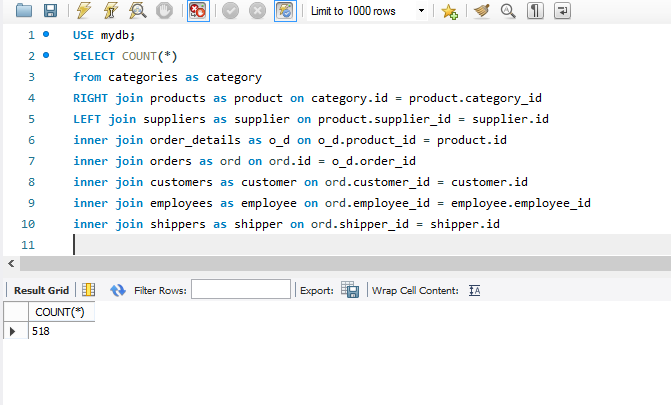 Limit to 1000 rows
1 USE mydb;
2 SELECT COUNT(*)
3 from categories as category
4 RIGHT join products as product on category.id = product.category_id
5 LEFT join suppliers as supplier on product.supplier_id = supplier.id
6 inner join order_details as o_d on o_d.product_id = product.id
7 inner join orders as ord on ord.id = o_d.order_id
8 inner join customers as customer on ord.customer_id = customer.id
9 inner join employees as employee on ord.employee_id = employee.employee_id
10 inner join shippers as shipper on ord.shipper_id = shipper.id
11
Result Grid Filter Rows: Export: Wrap Cell Content: IA
COUNT(*)
518